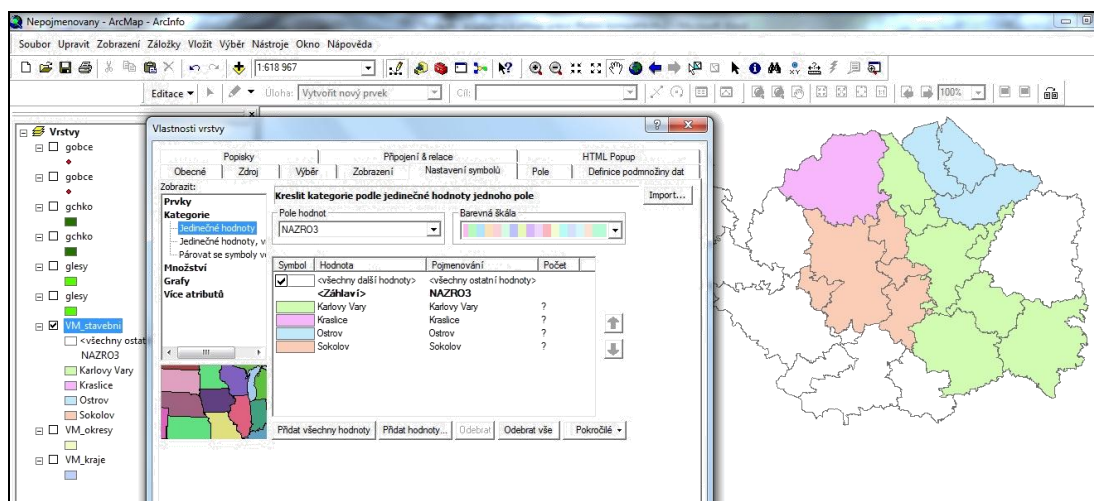 Nepojmenovany - ArcMap - ArcInfo
Soubor Upravit Zobrazení Záložky Vložit Výběr Nástroje Okno Nápověda
1:618 967
Editace Úloha: Vytvořit nový prvek Cíl: 100%
Vrstvy
gobce
gobce
gchko
gchko
glesy
glesy
VM_stavebni
<všechny ostat
NAZRO3
Karlovy Vary
Kraslice
Ostrov
Sokolov
VM_okresy
VM_kraje
Vlastnosti vrstvy
Popisky Připojení & relace HTML Popup
Obecné Zdroj Výběr Zobrazení Nastavení symbolů Pole Definice podmnožiny dat
Zobrazit:
Prvky
Kategorie
Jedinečné hodnoty
Jedinečné hodnoty, v
Párovat se symboly v
Množství
Grafy
Více atributů
Kreslit kategorie podle jedinečné hodnoty jednoho pole
Import...
Pole hodnot
NAZRO3
Barevná škála
Symbol Hodnota Pojmenování Počet
<všechny další hodnoty> <všechny ostatní hodnoty>
<Záhlaví> NAZRO3
Karlovy Vary Karlovy Vary ?
Kraslice Kraslice ?
Ostrov Ostrov ?
Sokolov Sokolov ?
Přidat všechny hodnoty Přidat hodnoty... Odebrat Odebrat vše Pokročilé